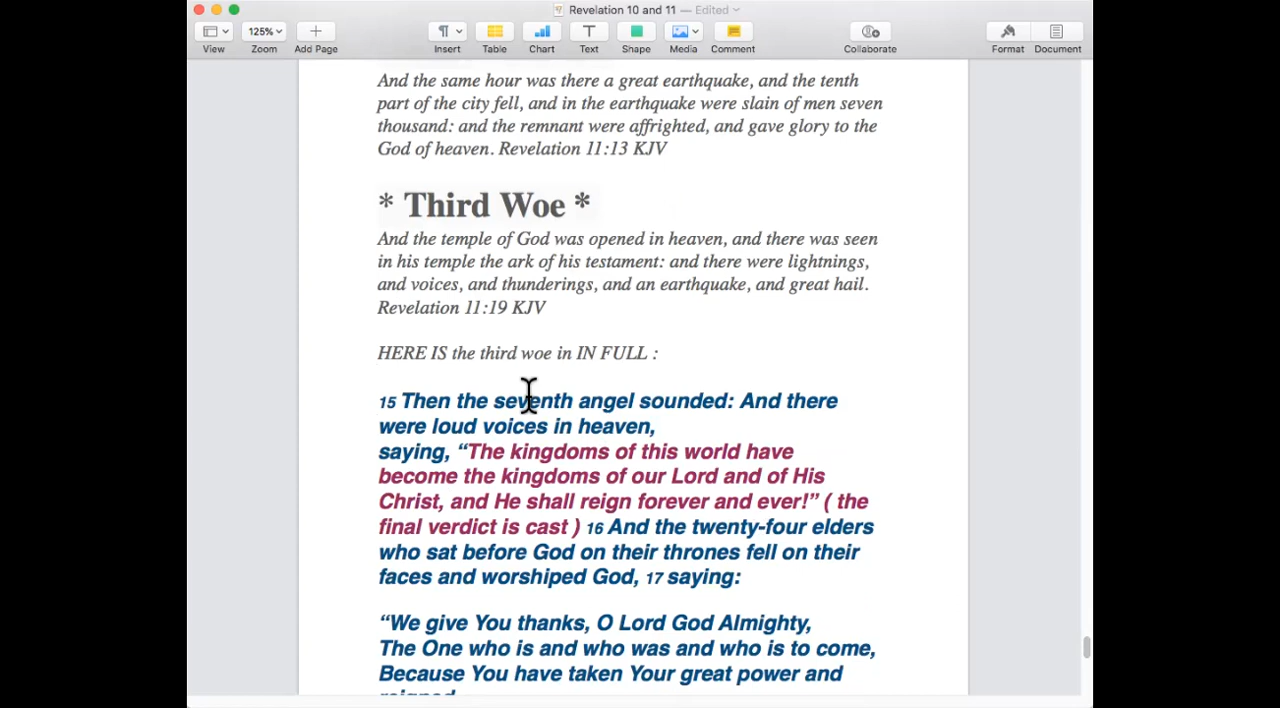 Revelation 10 and 11 — Edited
125%
View
Zoom
Add Page
Insert
Table
Chart
Text
Shape
Media
Comment
Collaborate
Format
Document
And the same hour was there a great earthquake, and the tenth
part of the city fell, and in the earthquake were slain of men seven
thousand: and the remnant were affrighted, and gave glory to the
God of heaven. Revelation 11:13 KJV
* Third Woe *
And the temple of God was opened in heaven, and there was seen
in his temple the ark of his testament: and there were lightnings,
and voices, and thunderings, and an earthquake, and great hail.
Revelation 11:19 KJV
HERE IS the third woe in IN FULL :
15 Then the seventh angel sounded: And there
were loud voices in heaven,
saying, “The kingdoms of this world have
become the kingdoms of our Lord and of His
Christ, and He shall reign forever and ever!” ( the
final verdict is cast ) 16 And the twenty-four elders
who sat before God on their thrones fell on their
faces and worshiped God, 17 saying:
“We give You thanks, O Lord God Almighty,
The One who is and who was and who is to come,
Because You have taken Your great power and
reigned